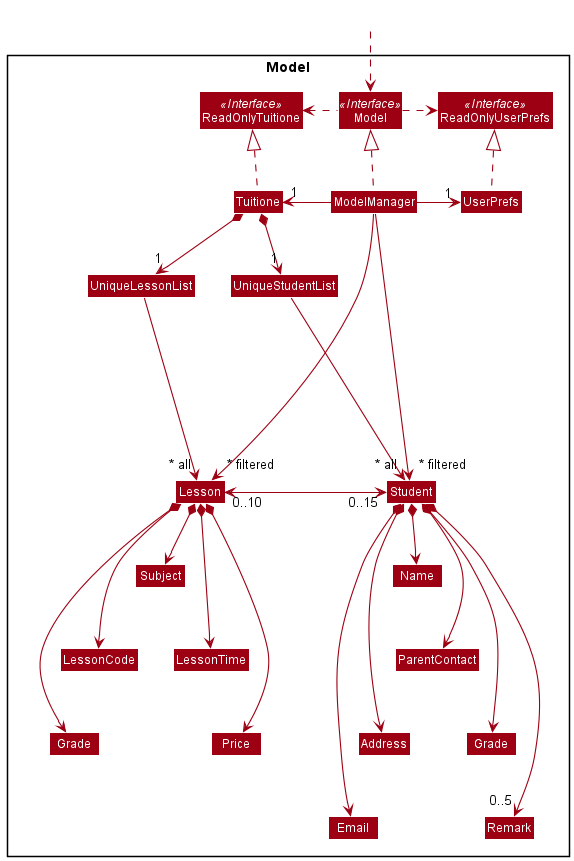 Model
«Interface»
ReadOnlyTuitione
«Interface»
Model
«Interface»
ReadOnlyUserPrefs
Tuitione
1
ModelManager
1
UserPrefs
1
1
UniqueLessonList
UniqueStudentList
* all
* filtered
* all
* filtered
Lesson
0..10
0..15
Student
Subject
Name
LessonCode
LessonTime
ParentContact
Grade
Price
Address
Grade
0..5
Email
Remark